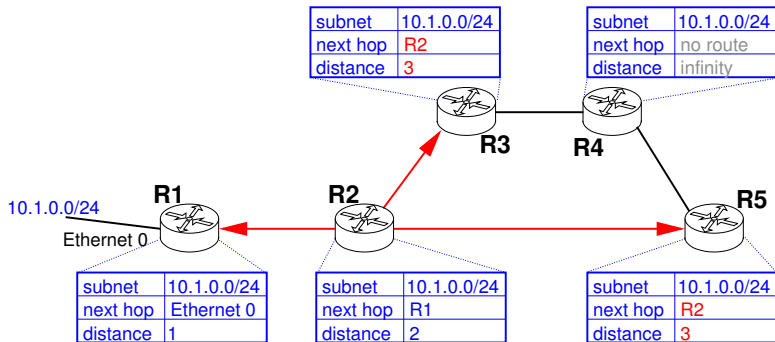 subnet 10.1.0.0/24
next hop R2
distance 3
subnet 10.1.0.0/24
next hop no route
distance infinity
R3
R4
R1
R2
R5
10.1.0.0/24
Ethernet 0
subnet 10.1.0.0/24
next hop Ethernet 0
distance 1
subnet 10.1.0.0/24
next hop R1
distance 2
subnet 10.1.0.0/24
next hop R2
distance 3